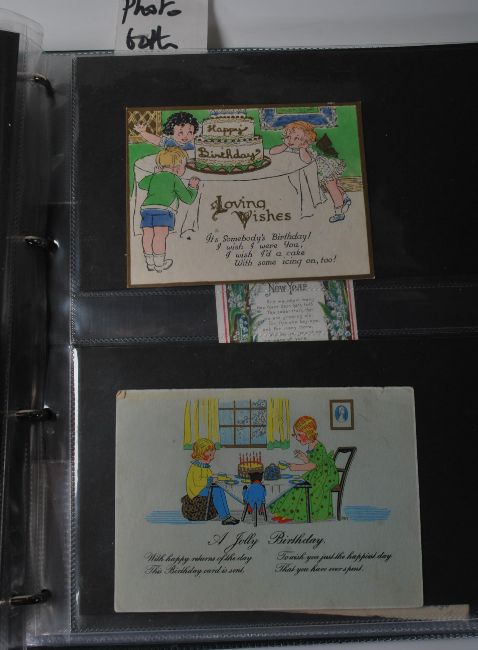 Photo
Happy
Birthday
Loving
Wishes
It's Somebody's Birthday!
I wish I were You,
I wish I'd a cake
With some icing on, too!
New Year
A Jolly Birthday.
With happy returns of the day
This Birthday card is sent,
To wish you just the happiest day
That you have ever spent.